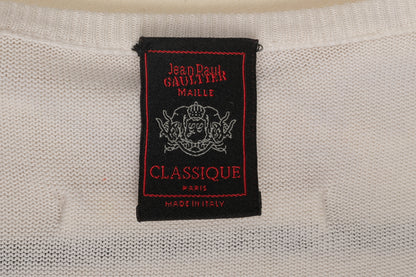 Jean Paul
GAULTIER
MAILLE
CLASSIQUE
PARIS
MADE IN ITALY